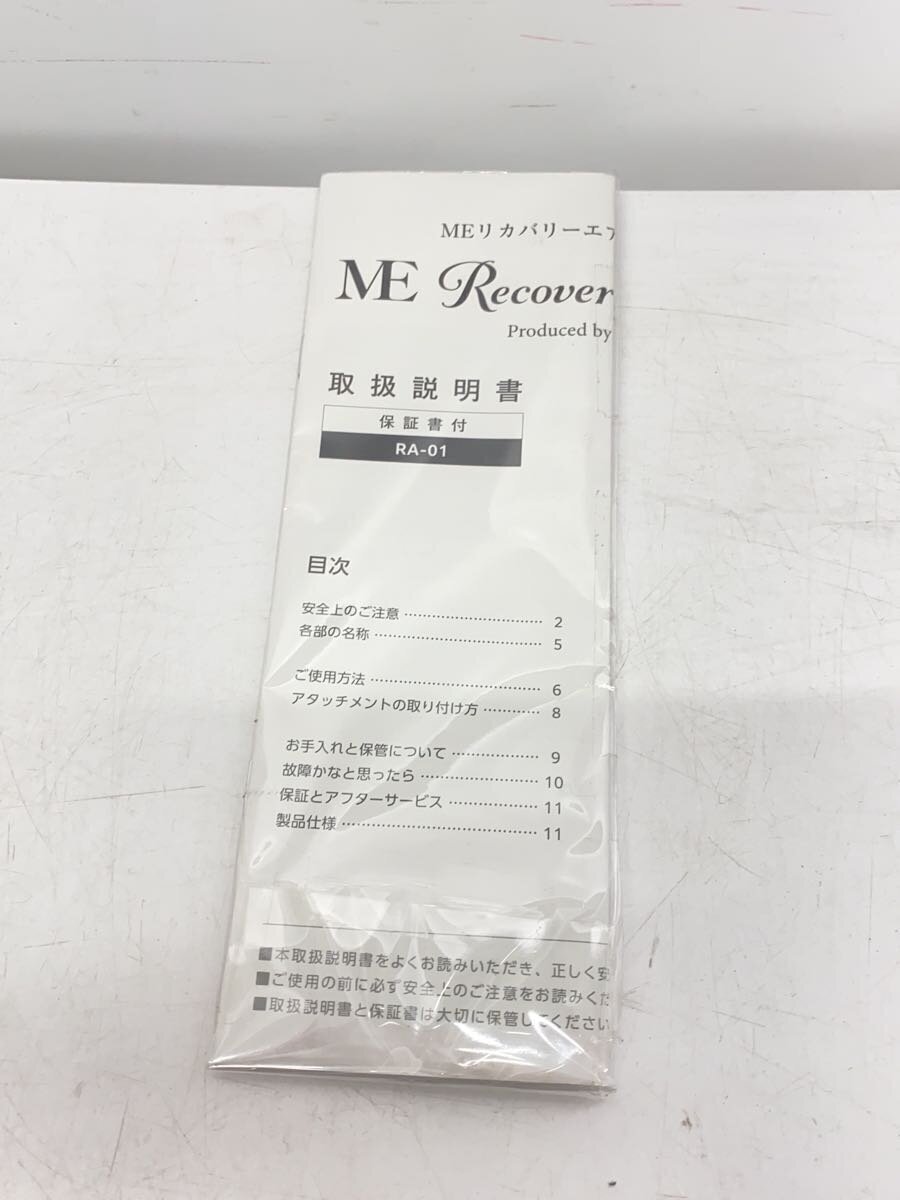 MEリカバリーエア
ME Recover
Produced by
取扱説明書
保証書付
RA-01
目次
安全上のご注意 …………………………… 2
各部の名称 ………………………………… 5
ご使用方法 ………………………………… 6
アタッチメントの取り付け方 ………… 8
お手入れと保管について ……………… 9
故障かなと思ったら …………………… 10
保証とアフターサービス ……………… 11
製品仕様 ………………………………… 11
■本取扱説明書をよくお読みいただき、正しく安
■ご使用の前に必ず安全上のご注意をお読みくだ
■取扱説明書と保証書は大切に保管してください